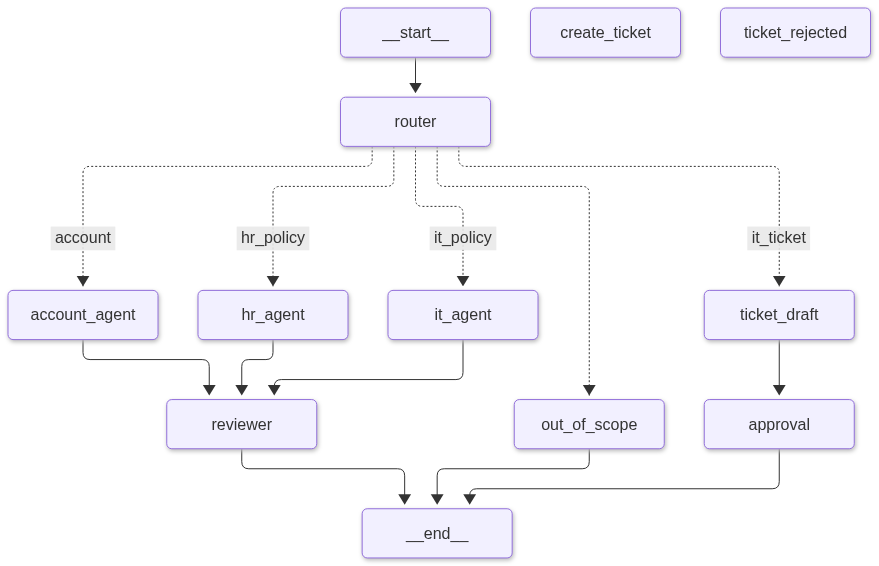 __start__
create_ticket
ticket_rejected
router
account
hr_policy
it_policy
it_ticket
account_agent
hr_agent
it_agent
ticket_draft
reviewer
out_of_scope
approval
__end__